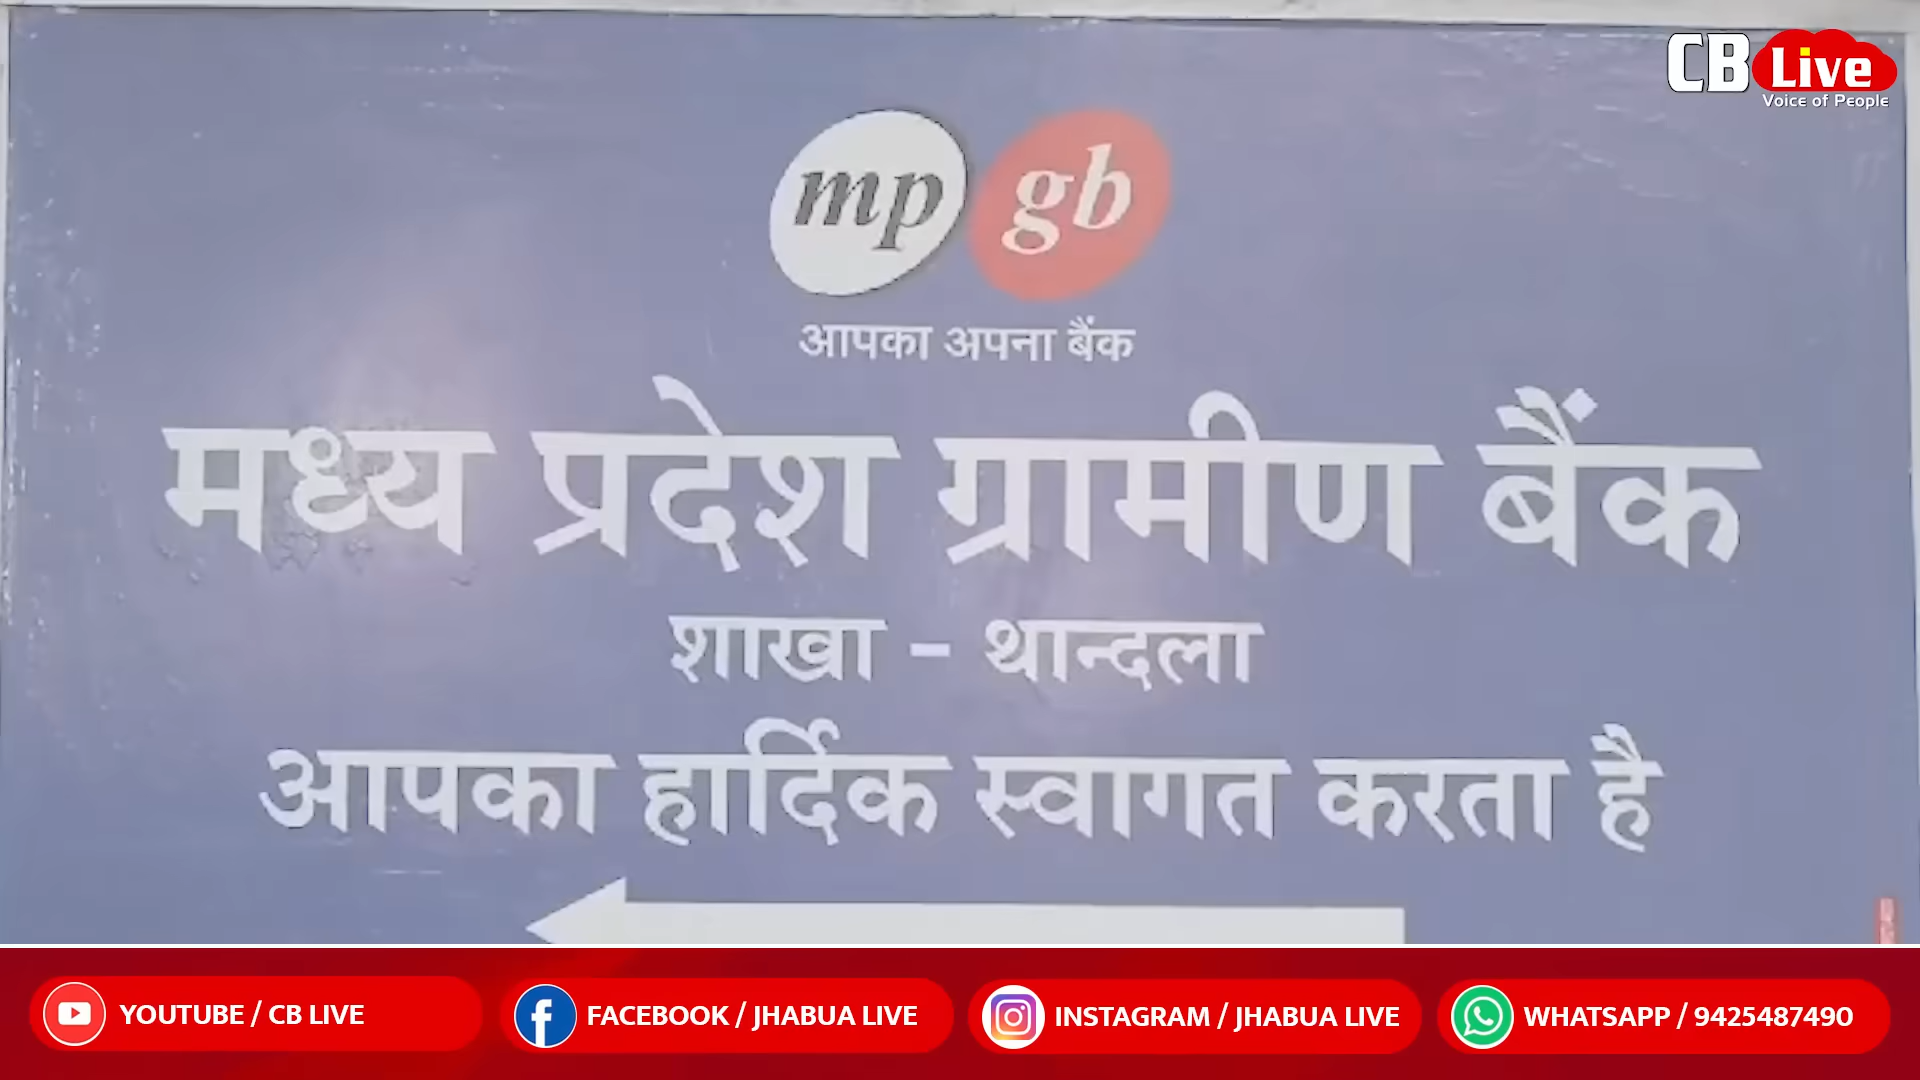 CB Live
Voice of People
mp gb
आपका अपना बैंक
मध्य प्रदेश ग्रामीण बैंक
शाखा - थान्दला
आपका हार्दिक स्वागत करता है
YOUTUBE / CB LIVE
FACEBOOK / JHABUA LIVE
INSTAGRAM / JHABUA LIVE
WHATSAPP / 9425487490